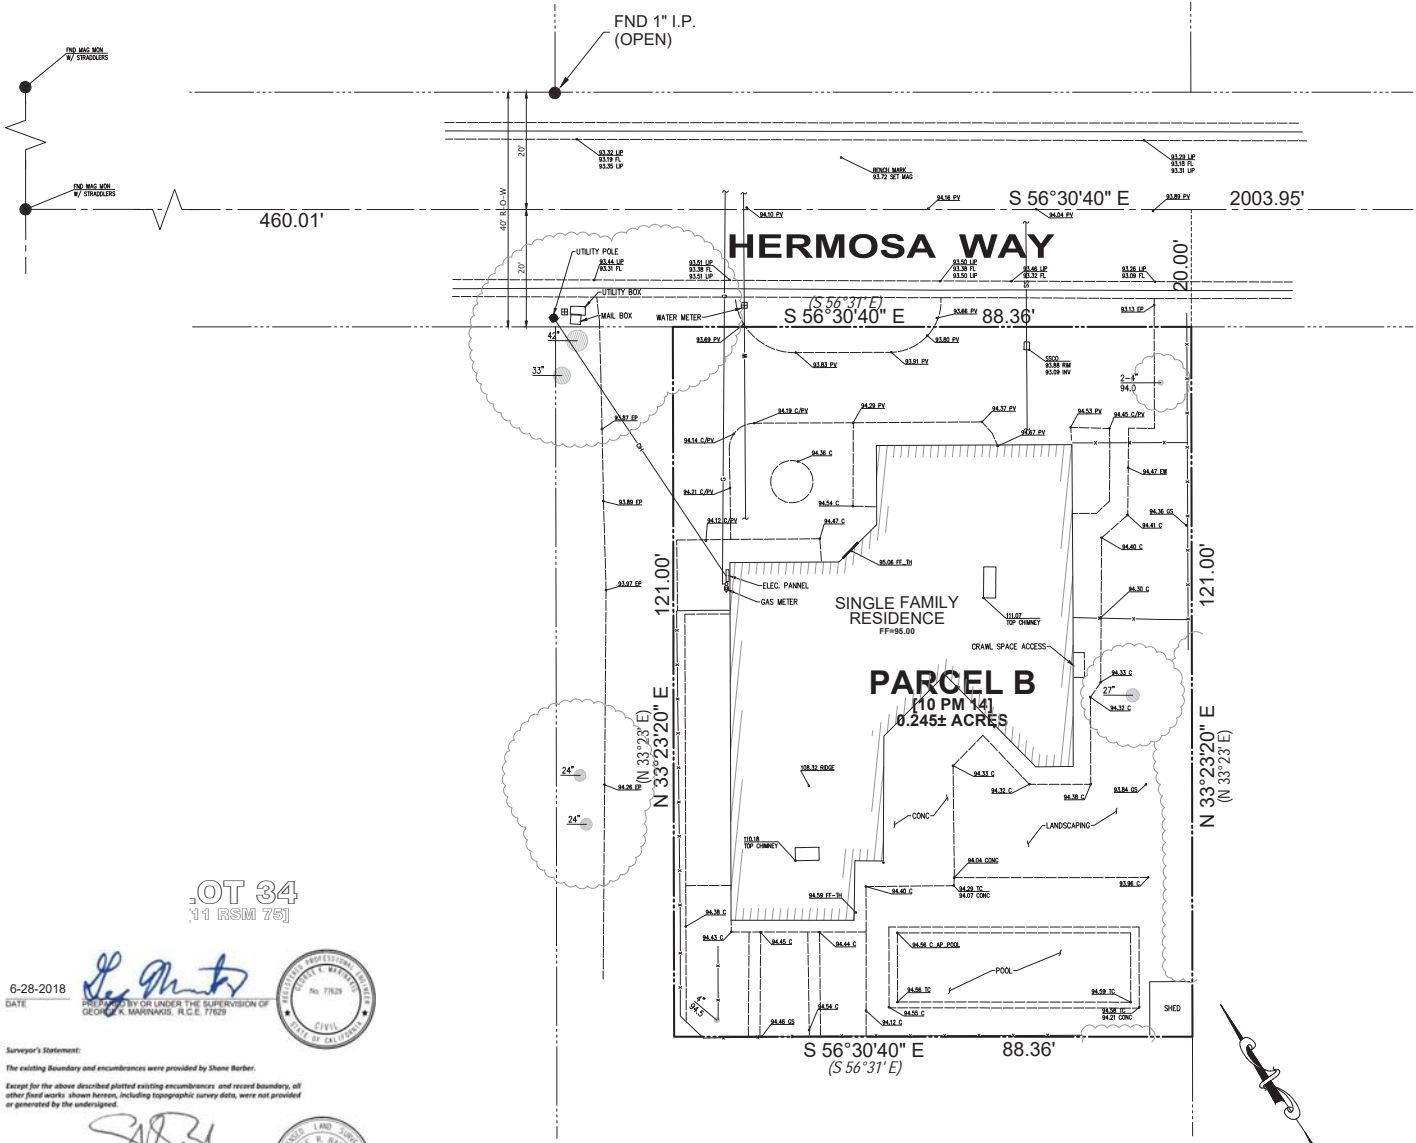 FND 1" I.P.
(OPEN)
FND MAG MON
W/ STRADDLERS
FND MAG MON
W/ STRADDLERS
20'
40' R-O-W
20'
93.32 LIP
93.19 FL
93.35 LIP
BENCH MARK
93.72 SET MAG
93.29 LIP
93.18 FL
93.31 LIP
S 56°30'40" E
2003.95'
460.01'
94.10 PV
94.16 PV
94.04 PV
93.89 PV
HERMOSA WAY
20.00'
UTILITY POLE
93.44 LIP
93.31 FL
93.51 LIP
93.38 FL
93.51 LIP
93.50 LIP
93.38 FL
93.50 LIP
93.46 LIP
93.32 FL
93.26 LIP
93.09 FL
UTILITY BOX
MAIL BOX
WATER METER
(S 56°31' E)
S 56°30'40" E
88.36'
93.66 PV
93.13 EP
SS
G
W
42"
33"
93.69 PV
93.83 PV
93.91 PV
93.80 PV
SSCO
93.88 RIM
93.09 INV
2-4"
94.0
93.87 EP
OH
94.14 C/PV
94.19 C/PV
94.29 PV
94.37 PV
94.67 PV
94.53 PV
94.45 C/PV
94.36 C
94.47 EW
G
94.21 C/PV
93.89 EP
94.54 C
94.12 C/PV
94.47 C
94.36 GS
94.41 C
94.40 C
95.06 FF_TH
121.00'
121.00'
93.97 EP
ELEC. PANNEL
GAS METER
SINGLE FAMILY
RESIDENCE
FF=95.00
111.07
TOP CHIMNEY
94.30 C
CRAWL SPACE ACCESS
PARCEL B
[10 PM 14]
0.245± ACRES
94.33 C
27"
94.32 C
N 33°23'20" E
(N 33°23' E)
N 33°23'20" E
(N 33°23' E)
24"
94.26 EP
24"
108.32 RIDGE
94.33 C
94.32 C
94.38 C
93.84 GS
CONC
LANDSCAPING
110.18
TOP CHIMNEY
94.04 CONC
93.96 C
94.29 TC
94.07 CONC
94.40 C
94.59 FF-TH
94.38 C
94.43 C
94.45 C
94.44 C
94.56 C_AP_POOL
POOL
94.56 TC
94.59 TC
94.55 C
94.58 TC
94.21 CONC
SHED
4"
94.5
94.54 C
94.46 GS
94.12 C
S 56°30'40" E
88.36'
(S 56°31' E)
.OT 34
11 RSM 75]
6-28-2018
DATE
PREPARED BY OR UNDER THE SUPERVISION OF
GEORGE K. MARINAKIS, R.C.E. 77629
REGISTERED PROFESSIONAL ENGINEER
GEORGE K. MARINAKIS
No. 77629
CIVIL
STATE OF CALIFORNIA
Surveyor's Statement:
The existing Boundary and encumbrances were provided by Shane Barber.
Except for the above described plotted existing encumbrances and record boundary, all
other fixed works shown hereon, including topographic survey data, were not provided
or generated by the undersigned.